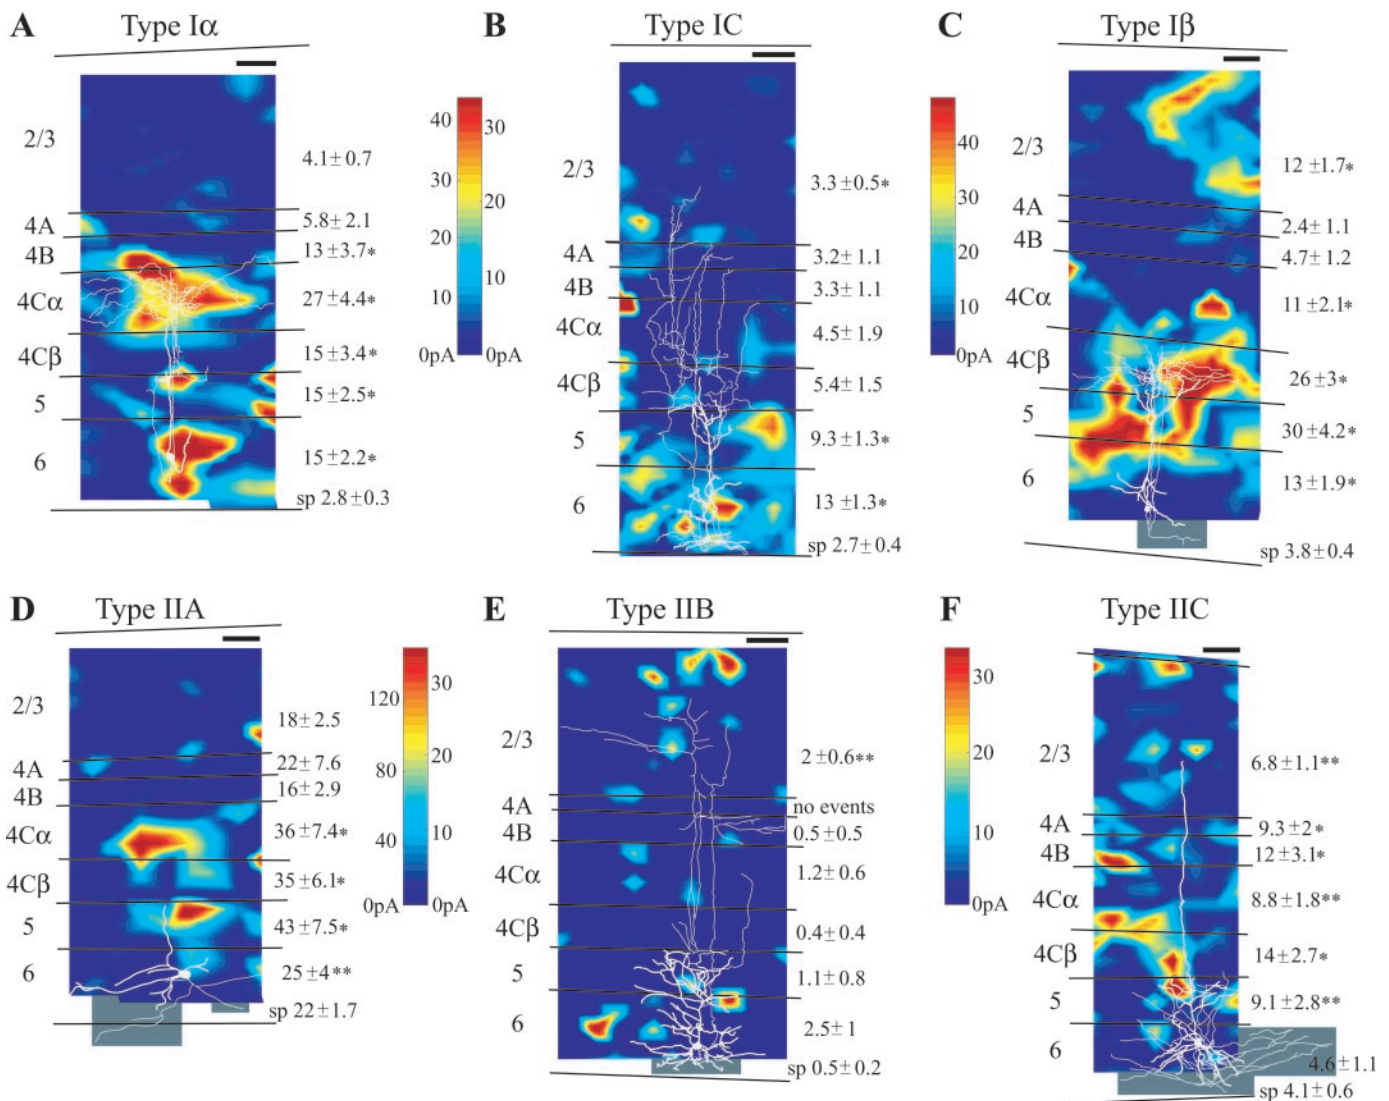 A Type Iα
2/3
4A
4B
4Cα
4Cβ
5
6
4.1± 0.7
5.8± 2.1
13±3.7*
27±4.4*
15±3.4*
15±2.5*
15±2.2*
sp 2.8±0.3
40
30
20
10
0pA
30
20
10
0pA
B Type IC
2/3
4A
4B
4Cα
4Cβ
5
6
3.3±0.5*
3.2± 1.1
3.3± 1.1
4.5± 1.9
5.4± 1.5
9.3±1.3*
13 ±1.3*
sp 2.7±0.4
40
30
20
10
0pA
C Type Iβ
2/3
4A
4B
4Cα
4Cβ
5
6
12 ±1.7*
2.4± 1.1
4.7± 1.2
11±2.1*
26±3*
30±4.2*
13±1.9*
sp 3.8±0.4
D Type IIA
2/3
4A
4B
4Cα
4Cβ
5
6
18±2.5
22±7.6
16±2.9
36±7.4*
35±6.1*
43±7.5*
25±4**
sp 22±1.7
120
80
40
0pA
30
20
10
0pA
E Type IIB
2/3
4A
4B
4Cα
4Cβ
5
6
2±0.6**
no events
0.5±0.5
1.2±0.6
0.4±0.4
1.1±0.8
2.5±1
sp 0.5±0.2
30
20
10
0pA
F Type IIC
2/3
4A
4B
4Cα
4Cβ
5
6
6.8±1.1**
9.3±2*
12±3.1*
8.8±1.8**
14±2.7*
9.1±2.8**
4.6±1.1
sp 4.1±0.6